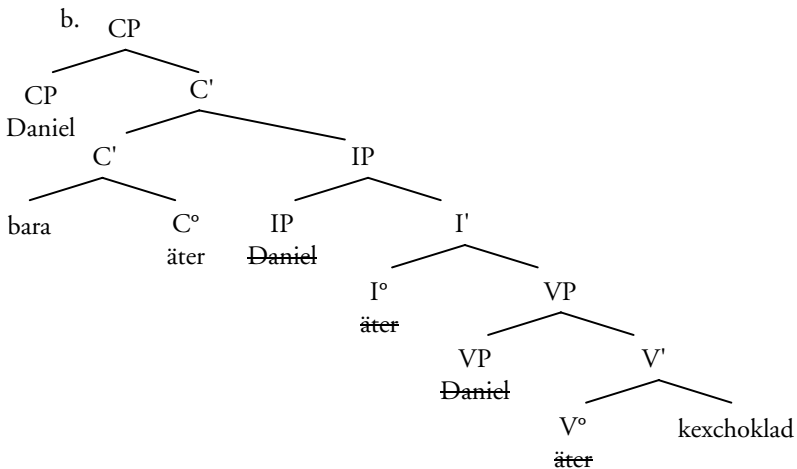 b.
CP
CP C'
Daniel
C' IP
bara C° IP I'
äter Daniel
I° VP
äter
VP V'
Daniel
V° kexchoklad
äter